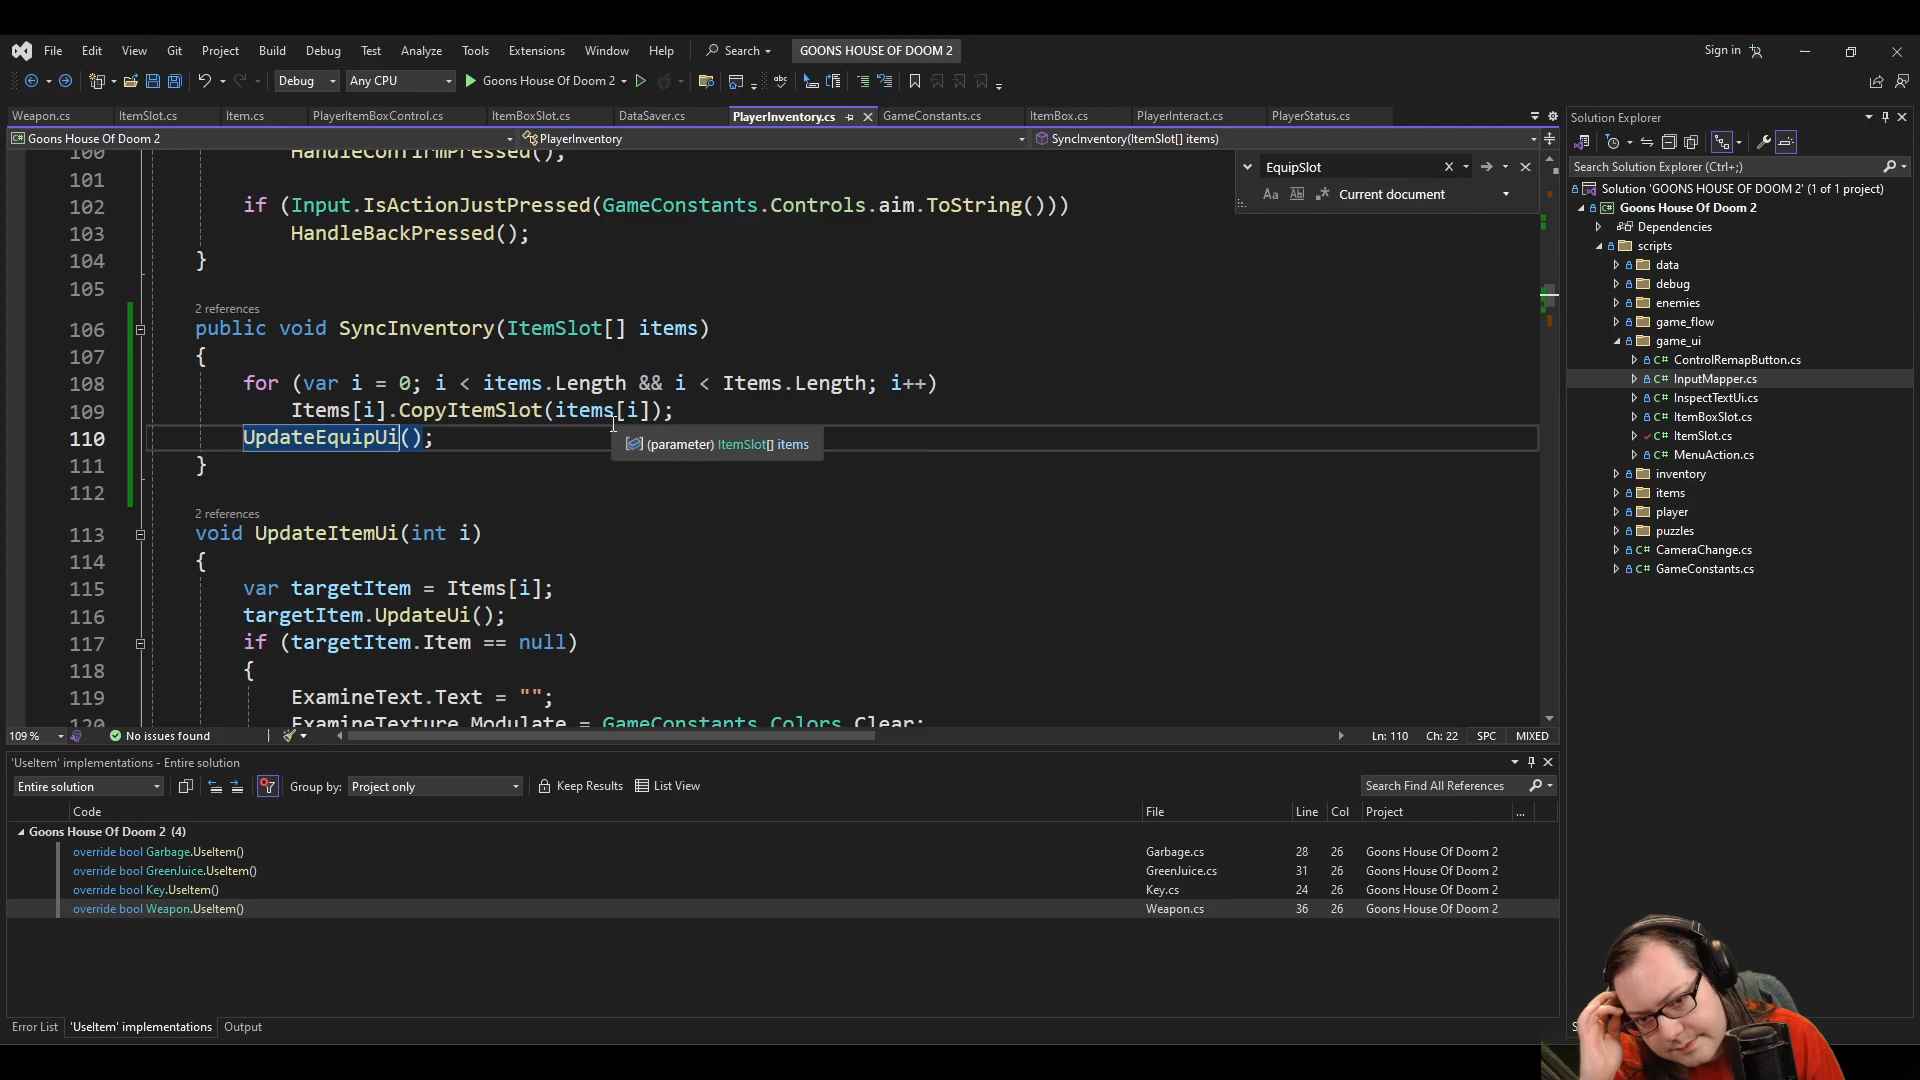 File Edit View Git Project Build Debug Test Analyze Tools Extensions Window Help Search GOONS HOUSE OF DOOM 2 Sign in
Debug Any CPU Goons House Of Doom 2
Weapon.cs ItemSlot.cs Item.cs PlayerItemBoxControl.cs ItemBoxSlot.cs DataSaver.cs PlayerInventory.cs GameConstants.cs ItemBox.cs PlayerInteract.cs PlayerStatus.cs
Goons House Of Doom 2 PlayerInventory SyncInventory(ItemSlot[] items)
EquipSlot
Aa Current document
100 HandleConfirmPressed();
101
102 if (Input.IsActionJustPressed(GameConstants.Controls.aim.ToString()))
103 HandleBackPressed();
104 }
105
2 references
106 public void SyncInventory(ItemSlot[] items)
107 {
108 for (var i = 0; i < items.Length && i < Items.Length; i++)
109 Items[i].CopyItemSlot(items[i]);
110 UpdateEquipUi();
(parameter) ItemSlot[] items
111 }
112
2 references
113 void UpdateItemUi(int i)
114 {
115 var targetItem = Items[i];
116 targetItem.UpdateUi();
117 if (targetItem.Item == null)
118 {
119 ExamineText.Text = "";
120 ExamineTexture.Modulate = GameConstants.Colors.Clear;
109 % No issues found Ln: 110 Ch: 22 SPC MIXED
'UseItem' implementations - Entire solution
Entire solution Group by: Project only Keep Results List View Search Find All References
Code File Line Col Project ...
Goons House Of Doom 2 (4)
override bool Garbage.UseItem() Garbage.cs 28 26 Goons House Of Doom 2
override bool GreenJuice.UseItem() GreenJuice.cs 31 26 Goons House Of Doom 2
override bool Key.UseItem() Key.cs 24 26 Goons House Of Doom 2
override bool Weapon.UseItem() Weapon.cs 36 26 Goons House Of Doom 2
Error List 'UseItem' implementations Output
Solution Explorer
Search Solution Explorer (Ctrl+;)
Solution 'GOONS HOUSE OF DOOM 2' (1 of 1 project)
C# Goons House Of Doom 2
Dependencies
scripts
data
debug
enemies
game_flow
game_ui
C# ControlRemapButton.cs
C# InputMapper.cs
C# InspectTextUi.cs
C# ItemBoxSlot.cs
C# ItemSlot.cs
C# MenuAction.cs
inventory
items
player
puzzles
C# CameraChange.cs
C# GameConstants.cs